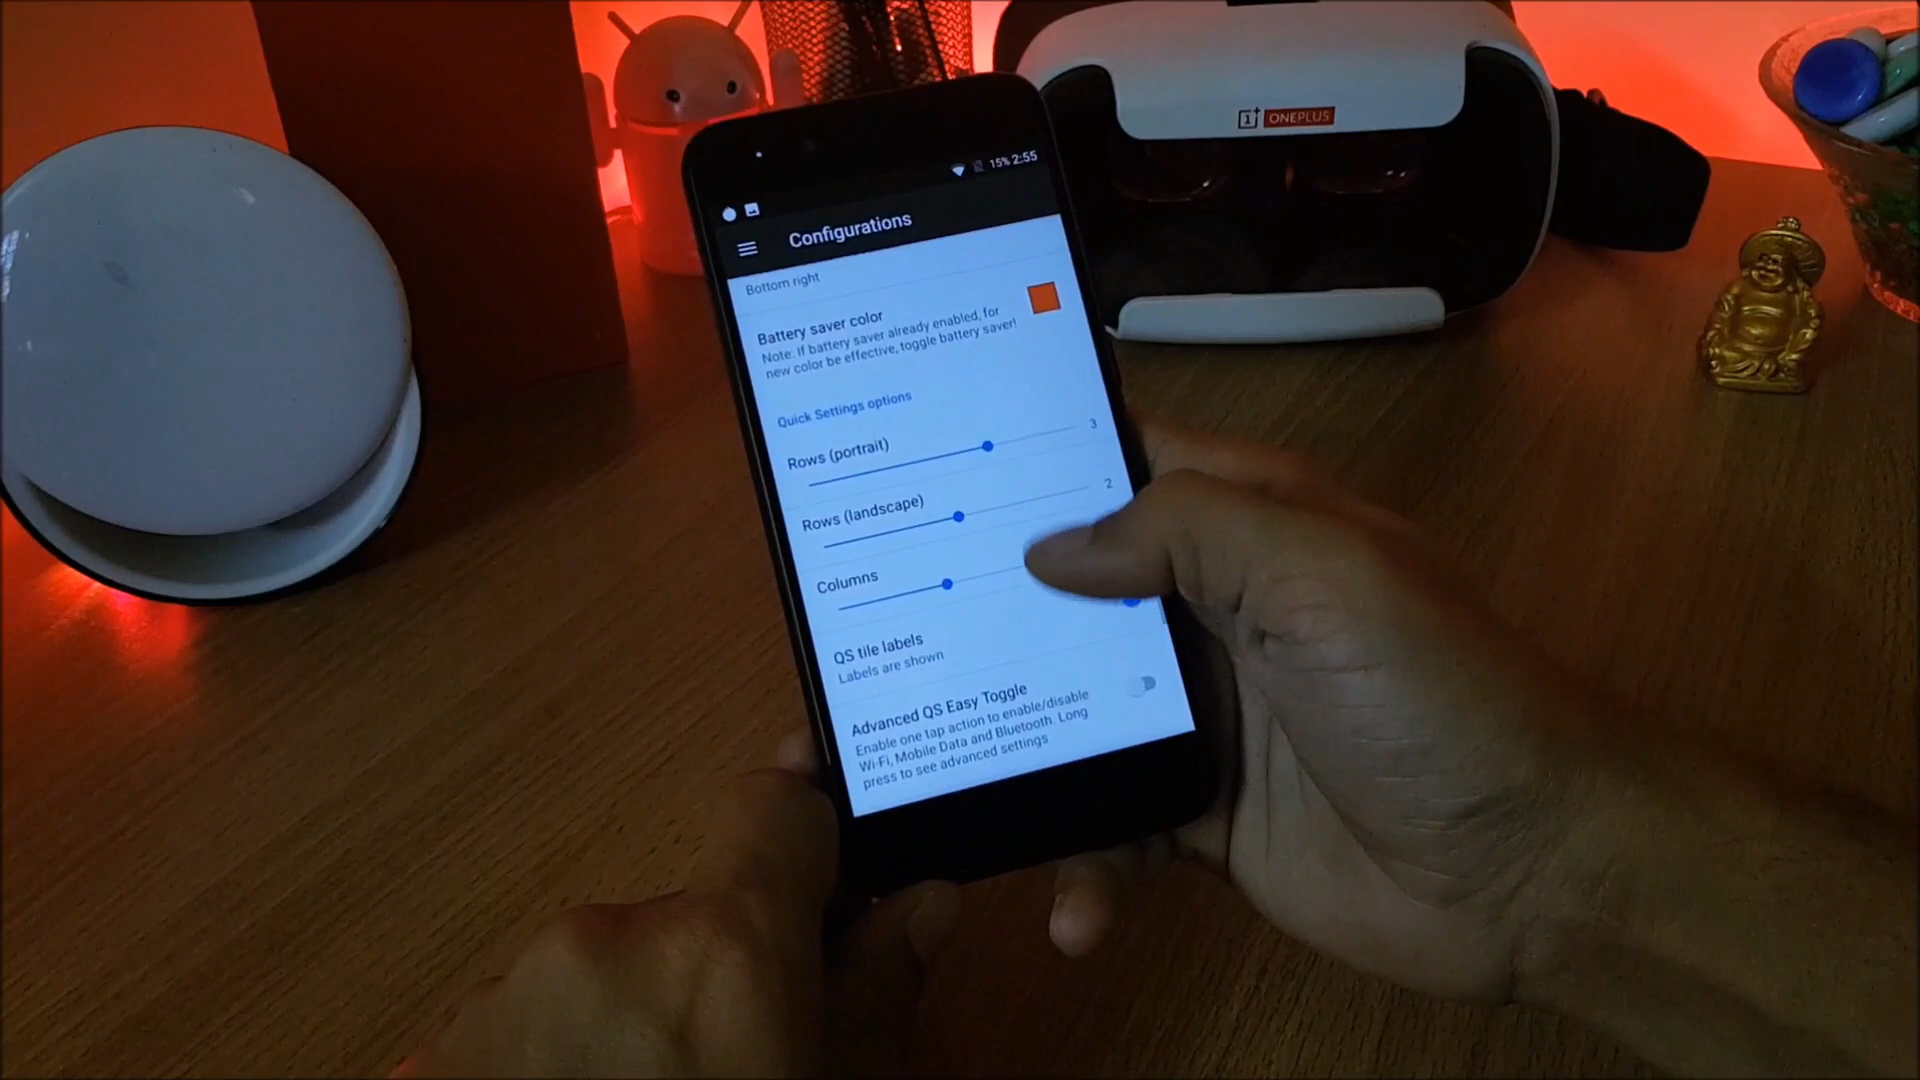 1+ ONEPLUS
15% 2:55
Configurations
Bottom right
Battery saver color
Note: If battery saver already enabled, for
new color be effective, toggle battery saver!
Quick Settings options
Rows (portrait)
3
Rows (landscape)
2
Columns
QS tile labels
Labels are shown
Advanced QS Easy Toggle
Enable one tap action to enable/disable
Wi-Fi, Mobile Data and Bluetooth. Long
press to see advanced settings